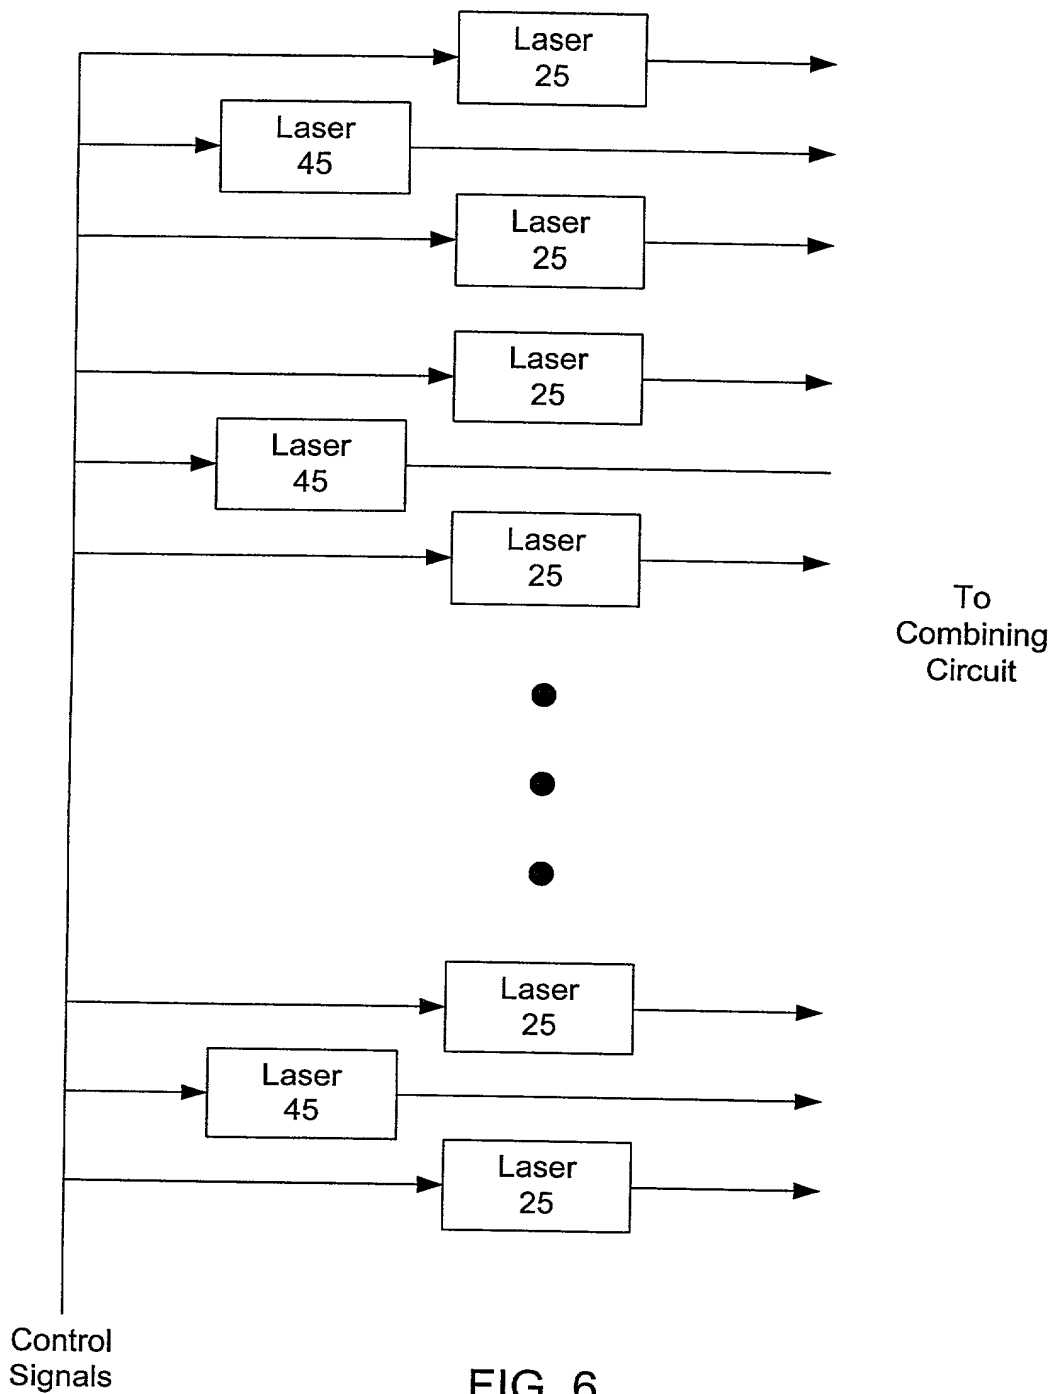 Laser
25
Laser
45
Laser
25
Laser
25
Laser
45
Laser
25
To
Combining
Circuit
Laser
25
Laser
45
Laser
25
Control
Signals
FIG. 6